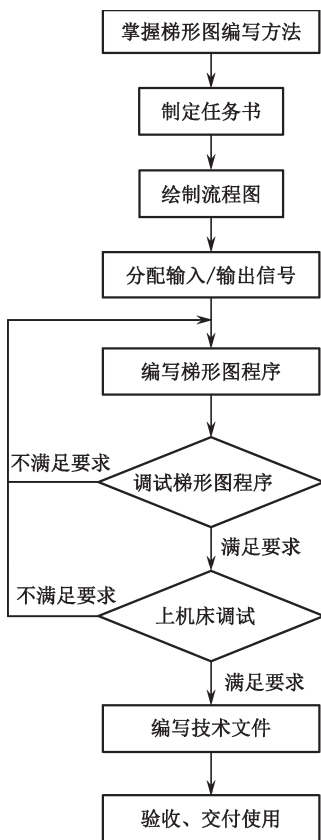 掌握梯形图编写方法
制定任务书
绘制流程图
分配输入/输出信号
编写梯形图程序
不满足要求
调试梯形图程序
满足要求
不满足要求
上机床调试
满足要求
编写技术文件
验收、交付使用